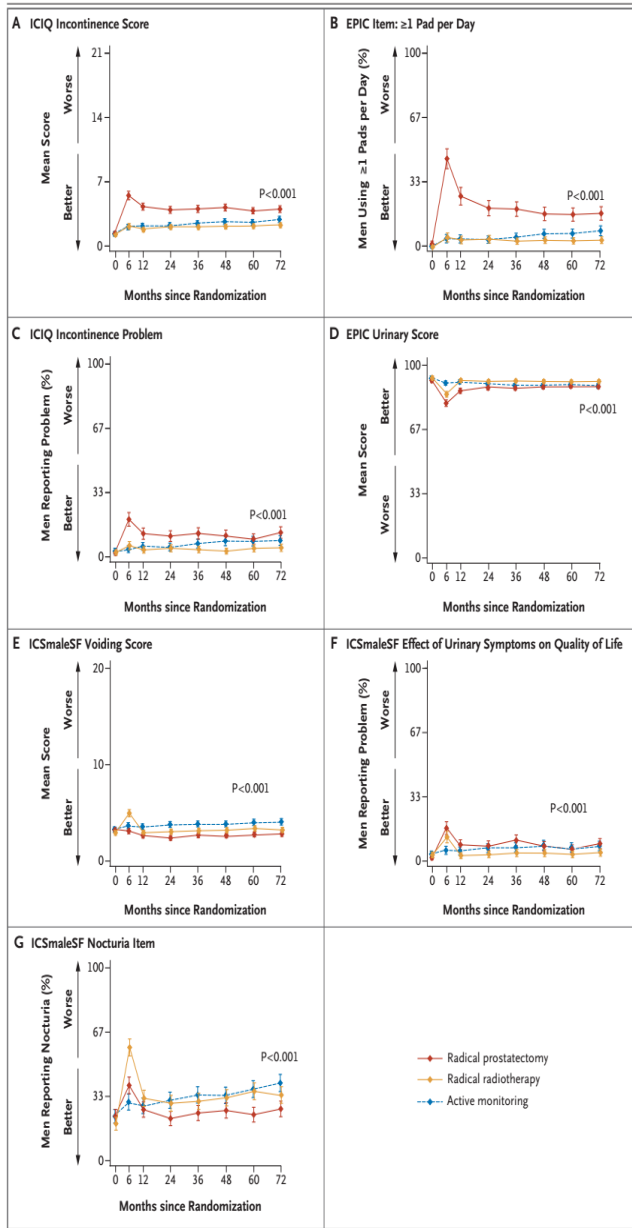 A ICIQ Incontinence Score
Mean Score
Worse
Better
21
14
7
0
P<0.001
0 6 12 24 36 48 60 72
Months since Randomization
B EPIC Item: ≥1 Pad per Day
Men Using ≥1 Pads per Day (%)
Worse
Better
100
67
33
0
P<0.001
0 6 12 24 36 48 60 72
Months since Randomization
C ICIQ Incontinence Problem
Men Reporting Problem (%)
Worse
Better
100
67
33
0
P<0.001
0 6 12 24 36 48 60 72
Months since Randomization
D EPIC Urinary Score
Mean Score
Better
Worse
100
67
33
0
P<0.001
0 6 12 24 36 48 60 72
Months since Randomization
E ICSmaleSF Voiding Score
Mean Score
Worse
Better
20
10
0
P<0.001
0 6 12 24 36 48 60 72
Months since Randomization
F ICSmaleSF Effect of Urinary Symptoms on Quality of Life
Men Reporting Problem (%)
Worse
Better
100
67
33
0
P<0.001
0 6 12 24 36 48 60 72
Months since Randomization
G ICSmaleSF Nocturia Item
Men Reporting Nocturia (%)
Worse
Better
100
67
33
0
P<0.001
0 6 12 24 36 48 60 72
Months since Randomization
Radical prostatectomy
Radical radiotherapy
Active monitoring